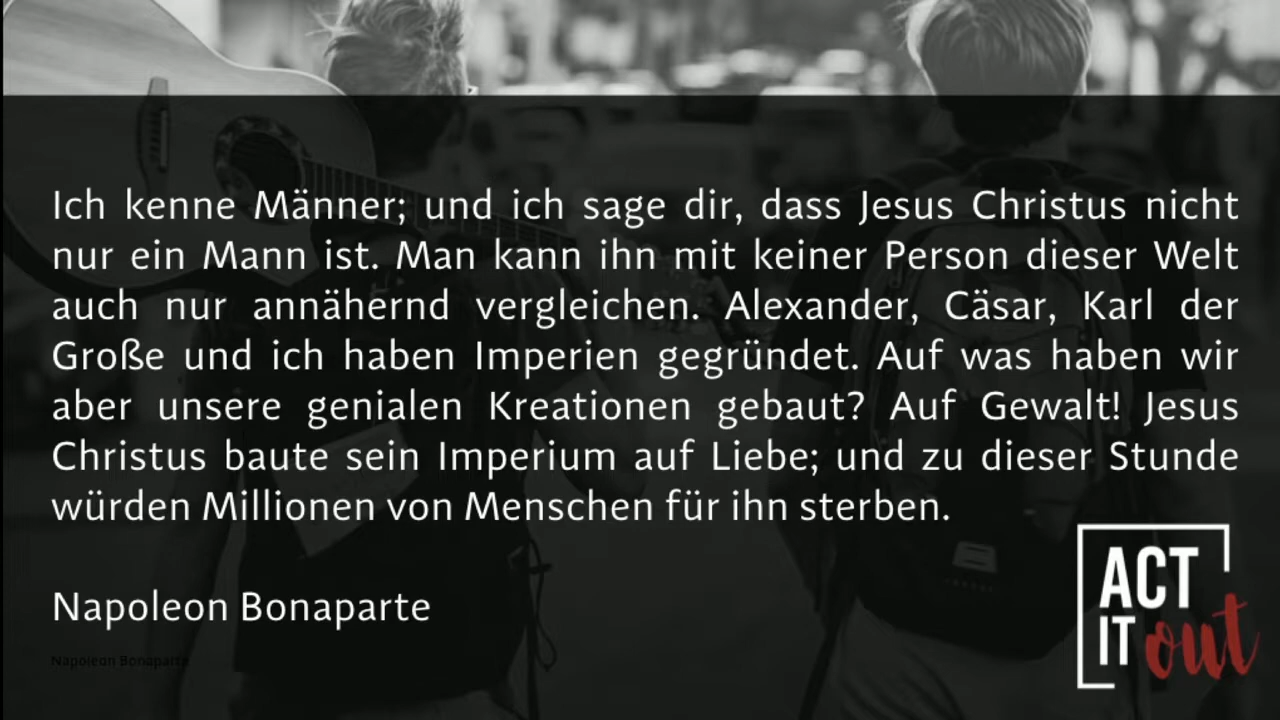 Ich kenne Männer; und ich sage dir, dass Jesus Christus nicht
nur ein Mann ist. Man kann ihn mit keiner Person dieser Welt
auch nur annähernd vergleichen. Alexander, Cäsar, Karl der
Große und ich haben Imperien gegründet. Auf was haben wir
aber unsere genialen Kreationen gebaut? Auf Gewalt! Jesus
Christus baute sein Imperium auf Liebe; und zu dieser Stunde
würden Millionen von Menschen für ihn sterben.
Napoleon Bonaparte
Napoleon Bonaparte
ACT
IT out